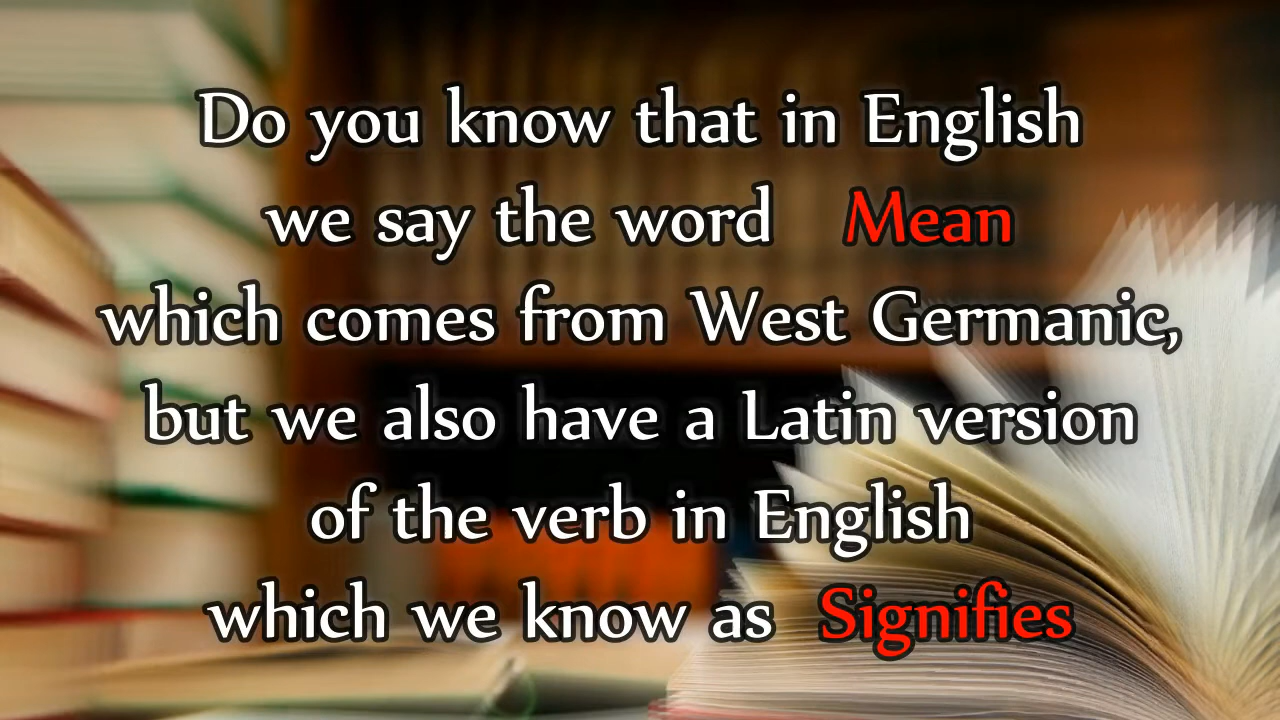 Do you know that in English
we say the word Mean
which comes from West Germanic,
but we also have a Latin version
of the verb in English
which we know as Signifies